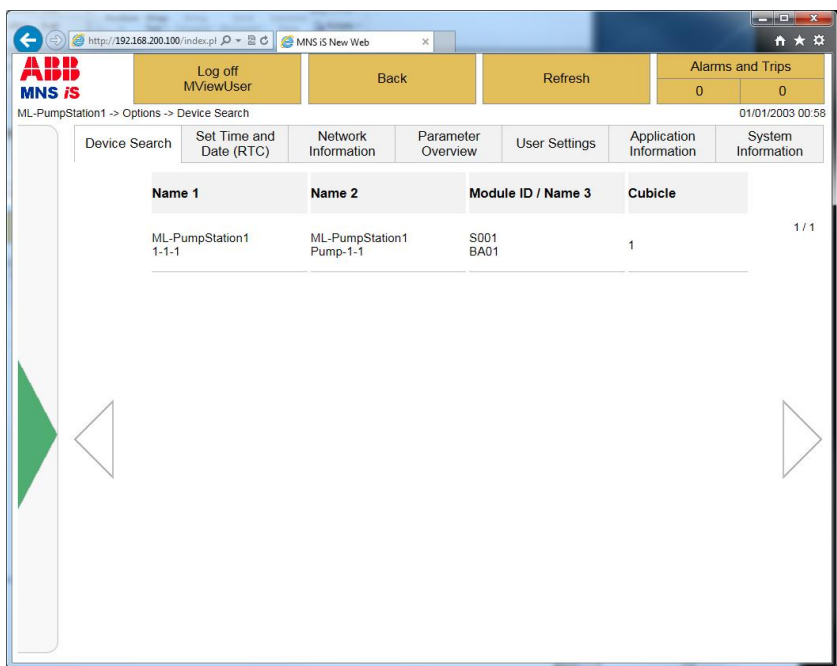 http://192.168.200.100/index.pl
MNS iS New Web
ABB
MNS iS
Log off
MViewUser
Back
Refresh
Alarms and Trips
0 0
ML-PumpStation1 -> Options -> Device Search
01/01/2003 00:58
Device Search
Set Time and
Date (RTC)
Network
Information
Parameter
Overview
User Settings
Application
Information
System
Information
Name 1 Name 2 Module ID / Name 3 Cubicle
ML-PumpStation1 ML-PumpStation1 S001
1-1-1 Pump-1-1 BA01
1
1 / 1